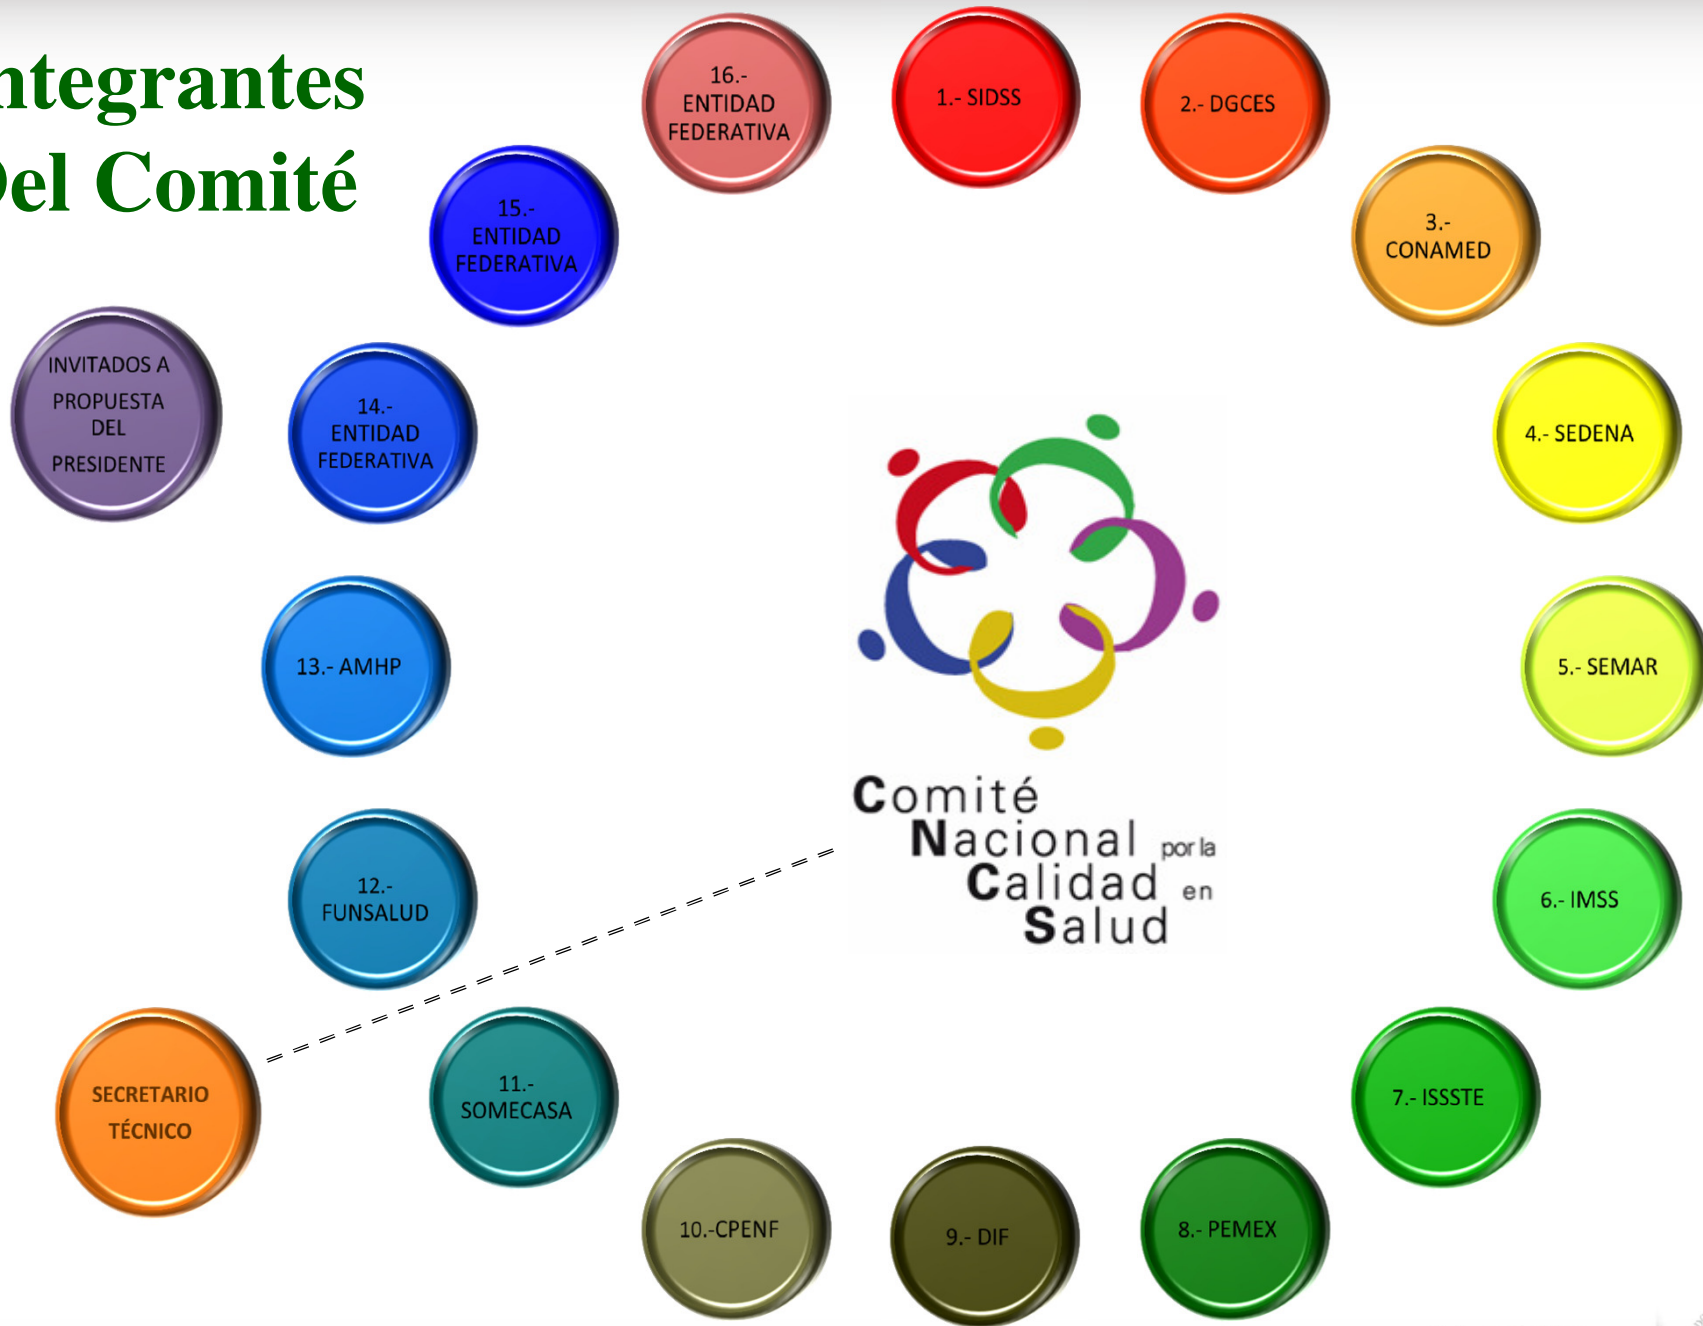 ntegrantes
Del Comité
16.-
ENTIDAD
FEDERATIVA
1.- SIDSS
2.- DGCES
3.-
CONAMED
4.- SEDENA
5.- SEMAR
6.- IMSS
7.- ISSSTE
8.- PEMEX
9.- DIF
10.-CPENF
11.-
SOMECASA
12.-
FUNSALUD
13.- AMHP
14.-
ENTIDAD
FEDERATIVA
15.-
ENTIDAD
FEDERATIVA
INVITADOS A
PROPUESTA
DEL
PRESIDENTE
SECRETARIO
TÉCNICO
Comité
Nacional por la
Calidad en
Salud